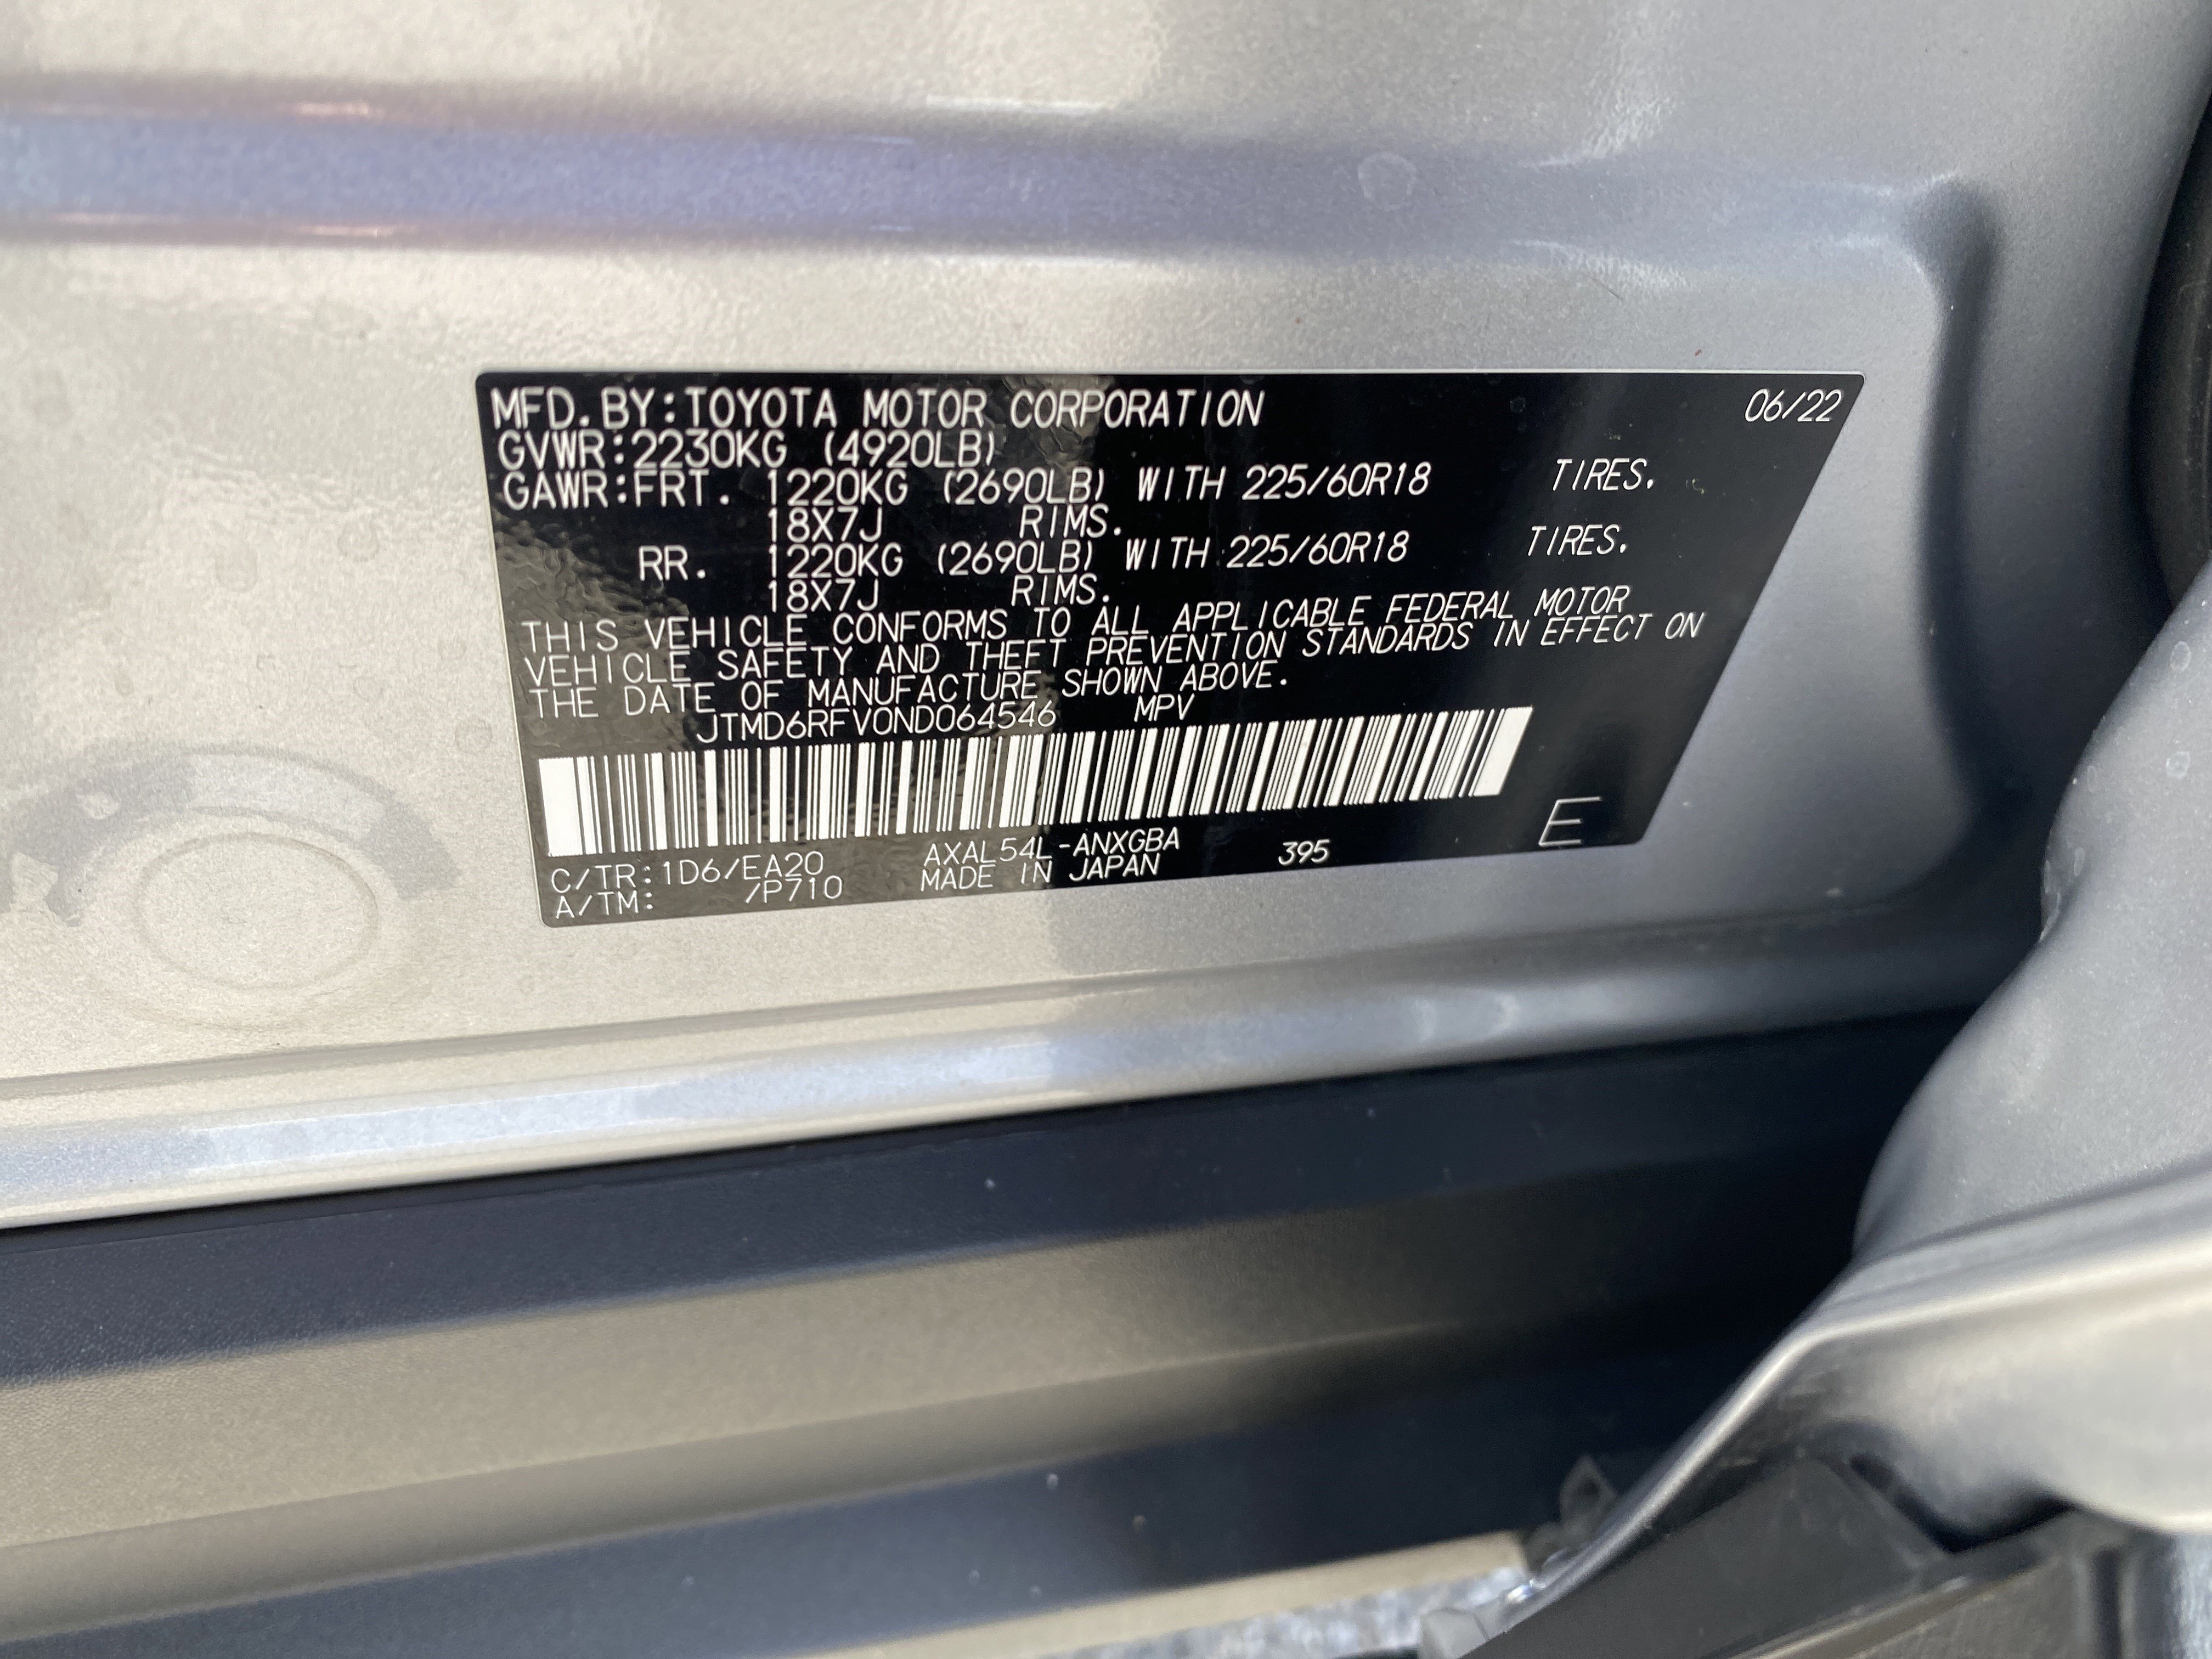 MFD.BY:TOYOTA MOTOR CORPORATION 06/22
GVWR:2230KG (4920LB)
GAWR:FRT. 1220KG (2690LB) WITH 225/60R18 TIRES.
18X7J RIMS.
RR. 1220KG (2690LB) WITH 225/60R18 TIRES.
18X7J RIMS.
THIS VEHICLE CONFORMS TO ALL APPLICABLE FEDERAL MOTOR
VEHICLE SAFETY AND THEFT PREVENTION STANDARDS IN EFFECT ON
THE DATE OF MANUFACTURE SHOWN ABOVE.
JTMD6RFV0ND064546 MPV
C/TR:1D6/EA20 AXAL54L-ANXGBA 395 E
A/TM: /P710 MADE IN JAPAN